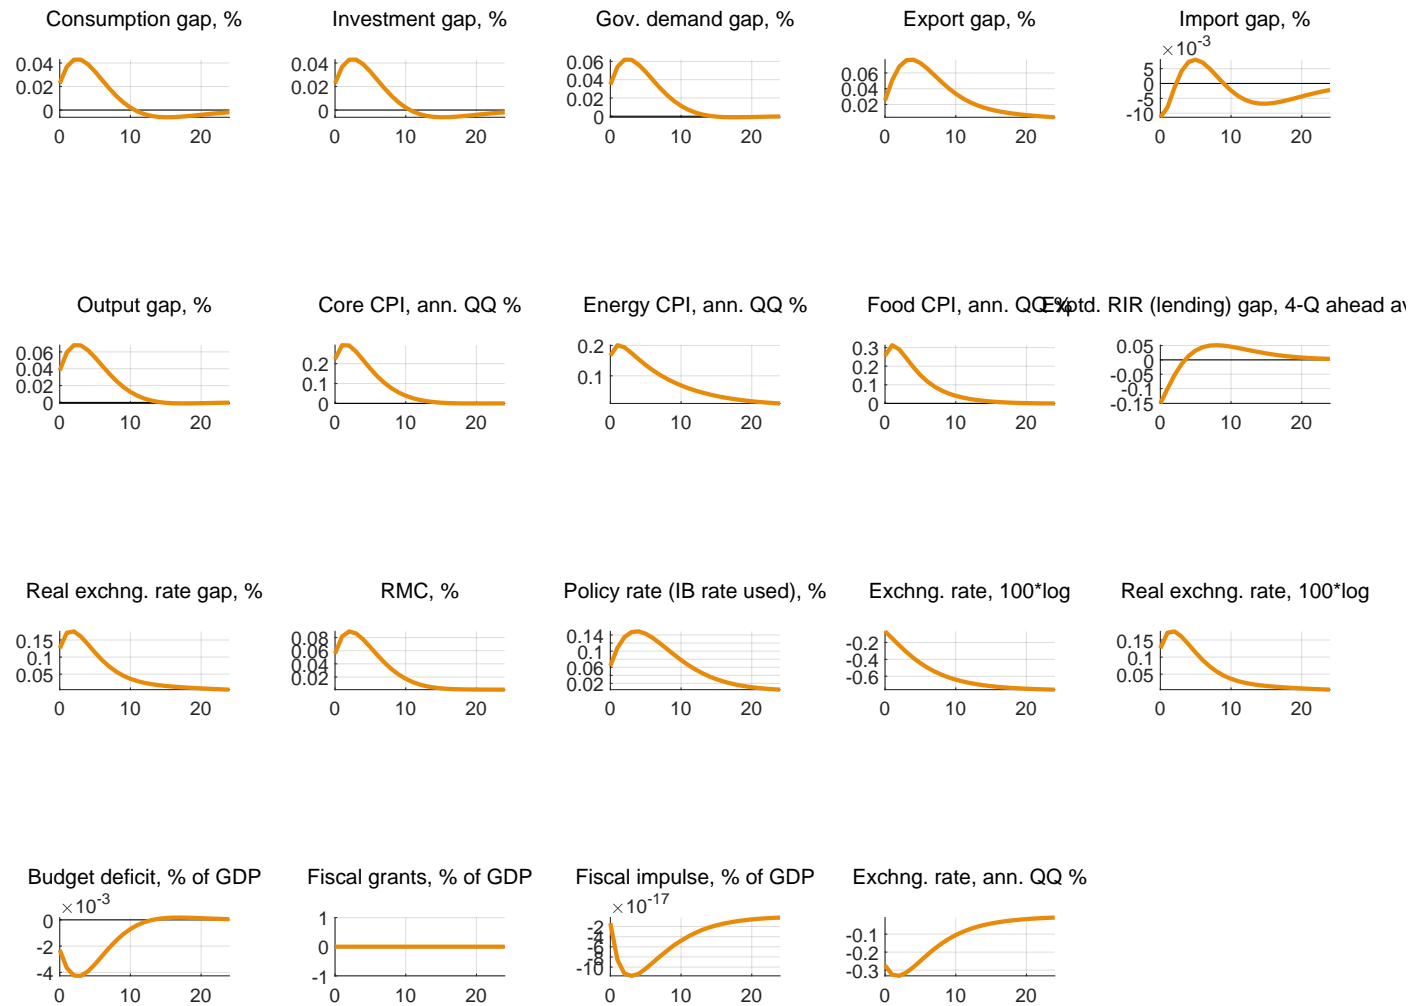 Consumption gap, %
0.04
0.02
0
0 10 20
Investment gap, %
0.04
0.02
0
0 10 20
Gov. demand gap, %
0.06
0.04
0.02
0
0 10 20
Export gap, %
0.06
0.04
0.02
0 10 20
Import gap, %
×10^-3
5
0
-5
-10
0 10 20
Output gap, %
0.06
0.04
0.02
0
0 10 20
Core CPI, ann. QQ %
0.2
0.1
0
0 10 20
Energy CPI, ann. QQ %
0.2
0.1
0 10 20
Food CPI, ann. QQ %
0.3
0.2
0.1
0
0 10 20
Exptd. RIR (lending) gap, 4-Q ahead av
0.05
0
-0.05
-0.1
-0.15
0 10 20
Real exchng. rate gap, %
0.15
0.1
0.05
0 10 20
RMC, %
0.08
0.06
0.04
0.02
0 10 20
Policy rate (IB rate used), %
0.14
0.1
0.06
0.02
0 10 20
Exchng. rate, 100*log
-0.2
-0.4
-0.6
0 10 20
Real exchng. rate, 100*log
0.15
0.1
0.05
0 10 20
Budget deficit, % of GDP
×10^-3
0
-2
-4
0 10 20
Fiscal grants, % of GDP
1
0
-1
0 10 20
Fiscal impulse, % of GDP
×10^-17
-2
-4
-6
-8
-10
0 10 20
Exchng. rate, ann. QQ %
-0.1
-0.2
-0.3
0 10 20